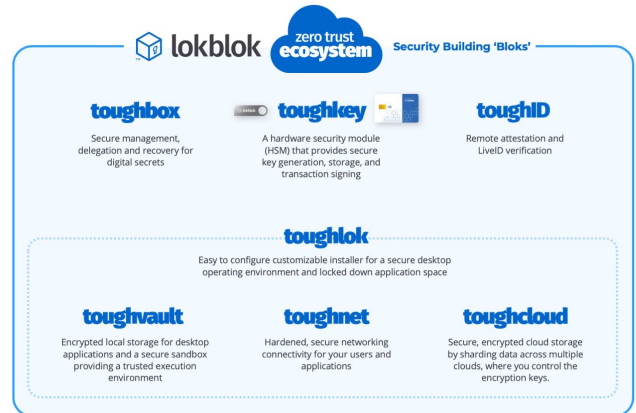 lokblok
zero trust
ecosystem
Security Building 'Bloks'
toughbox
Secure management,
delegation and recovery for
digital secrets
toughkey
A hardware security module
(HSM) that provides secure
key generation, storage, and
transaction signing
toughID
Remote attestation and
LiveID verification
toughlok
Easy to configure customizable installer for a secure desktop
operating environment and locked down application space
toughvault
Encrypted local storage for desktop
applications and a secure sandbox
providing a trusted execution
environment
toughnet
Hardened, secure networking
connectivity for your users and
applications
toughcloud
Secure, encrypted cloud storage
by sharding data across multiple
clouds, where you control the
encryption keys.